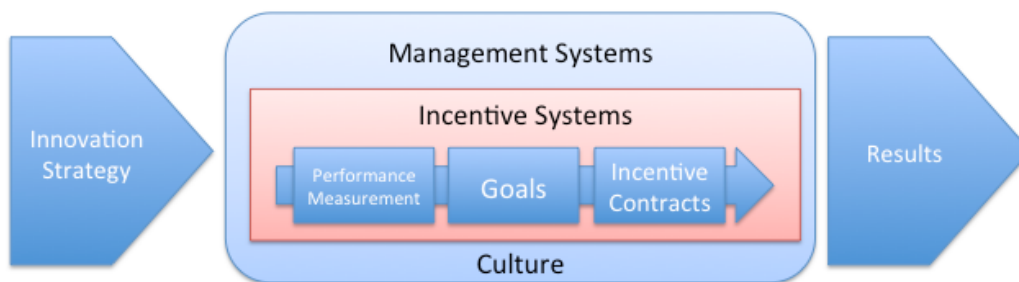 Innovation
Strategy
Management Systems
Incentive Systems
Performance
Measurement
Goals
Incentive
Contracts
Culture
Results